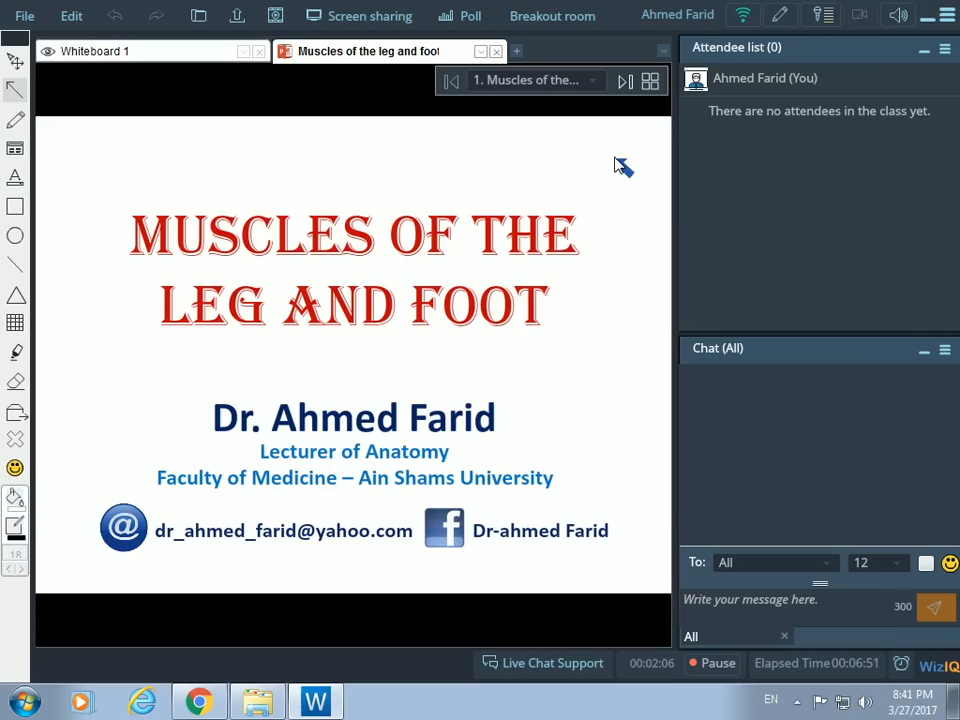 File Edit Screen sharing Poll Breakout room Ahmed Farid
Whiteboard 1
Muscles of the leg and foot
1. Muscles of the...
MUSCLES OF THE
LEG AND FOOT
Dr. Ahmed Farid
Lecturer of Anatomy
Faculty of Medicine – Ain Shams University
@ dr_ahmed_farid@yahoo.com f Dr-ahmed Farid
1R
Attendee list (0)
Ahmed Farid (You)
There are no attendees in the class yet.
Chat (All)
To: All 12
Write your message here.
300
All
Live Chat Support 00:02:06 Pause Elapsed Time 00:06:51 WizIQ
W
EN
8:41 PM
3/27/2017